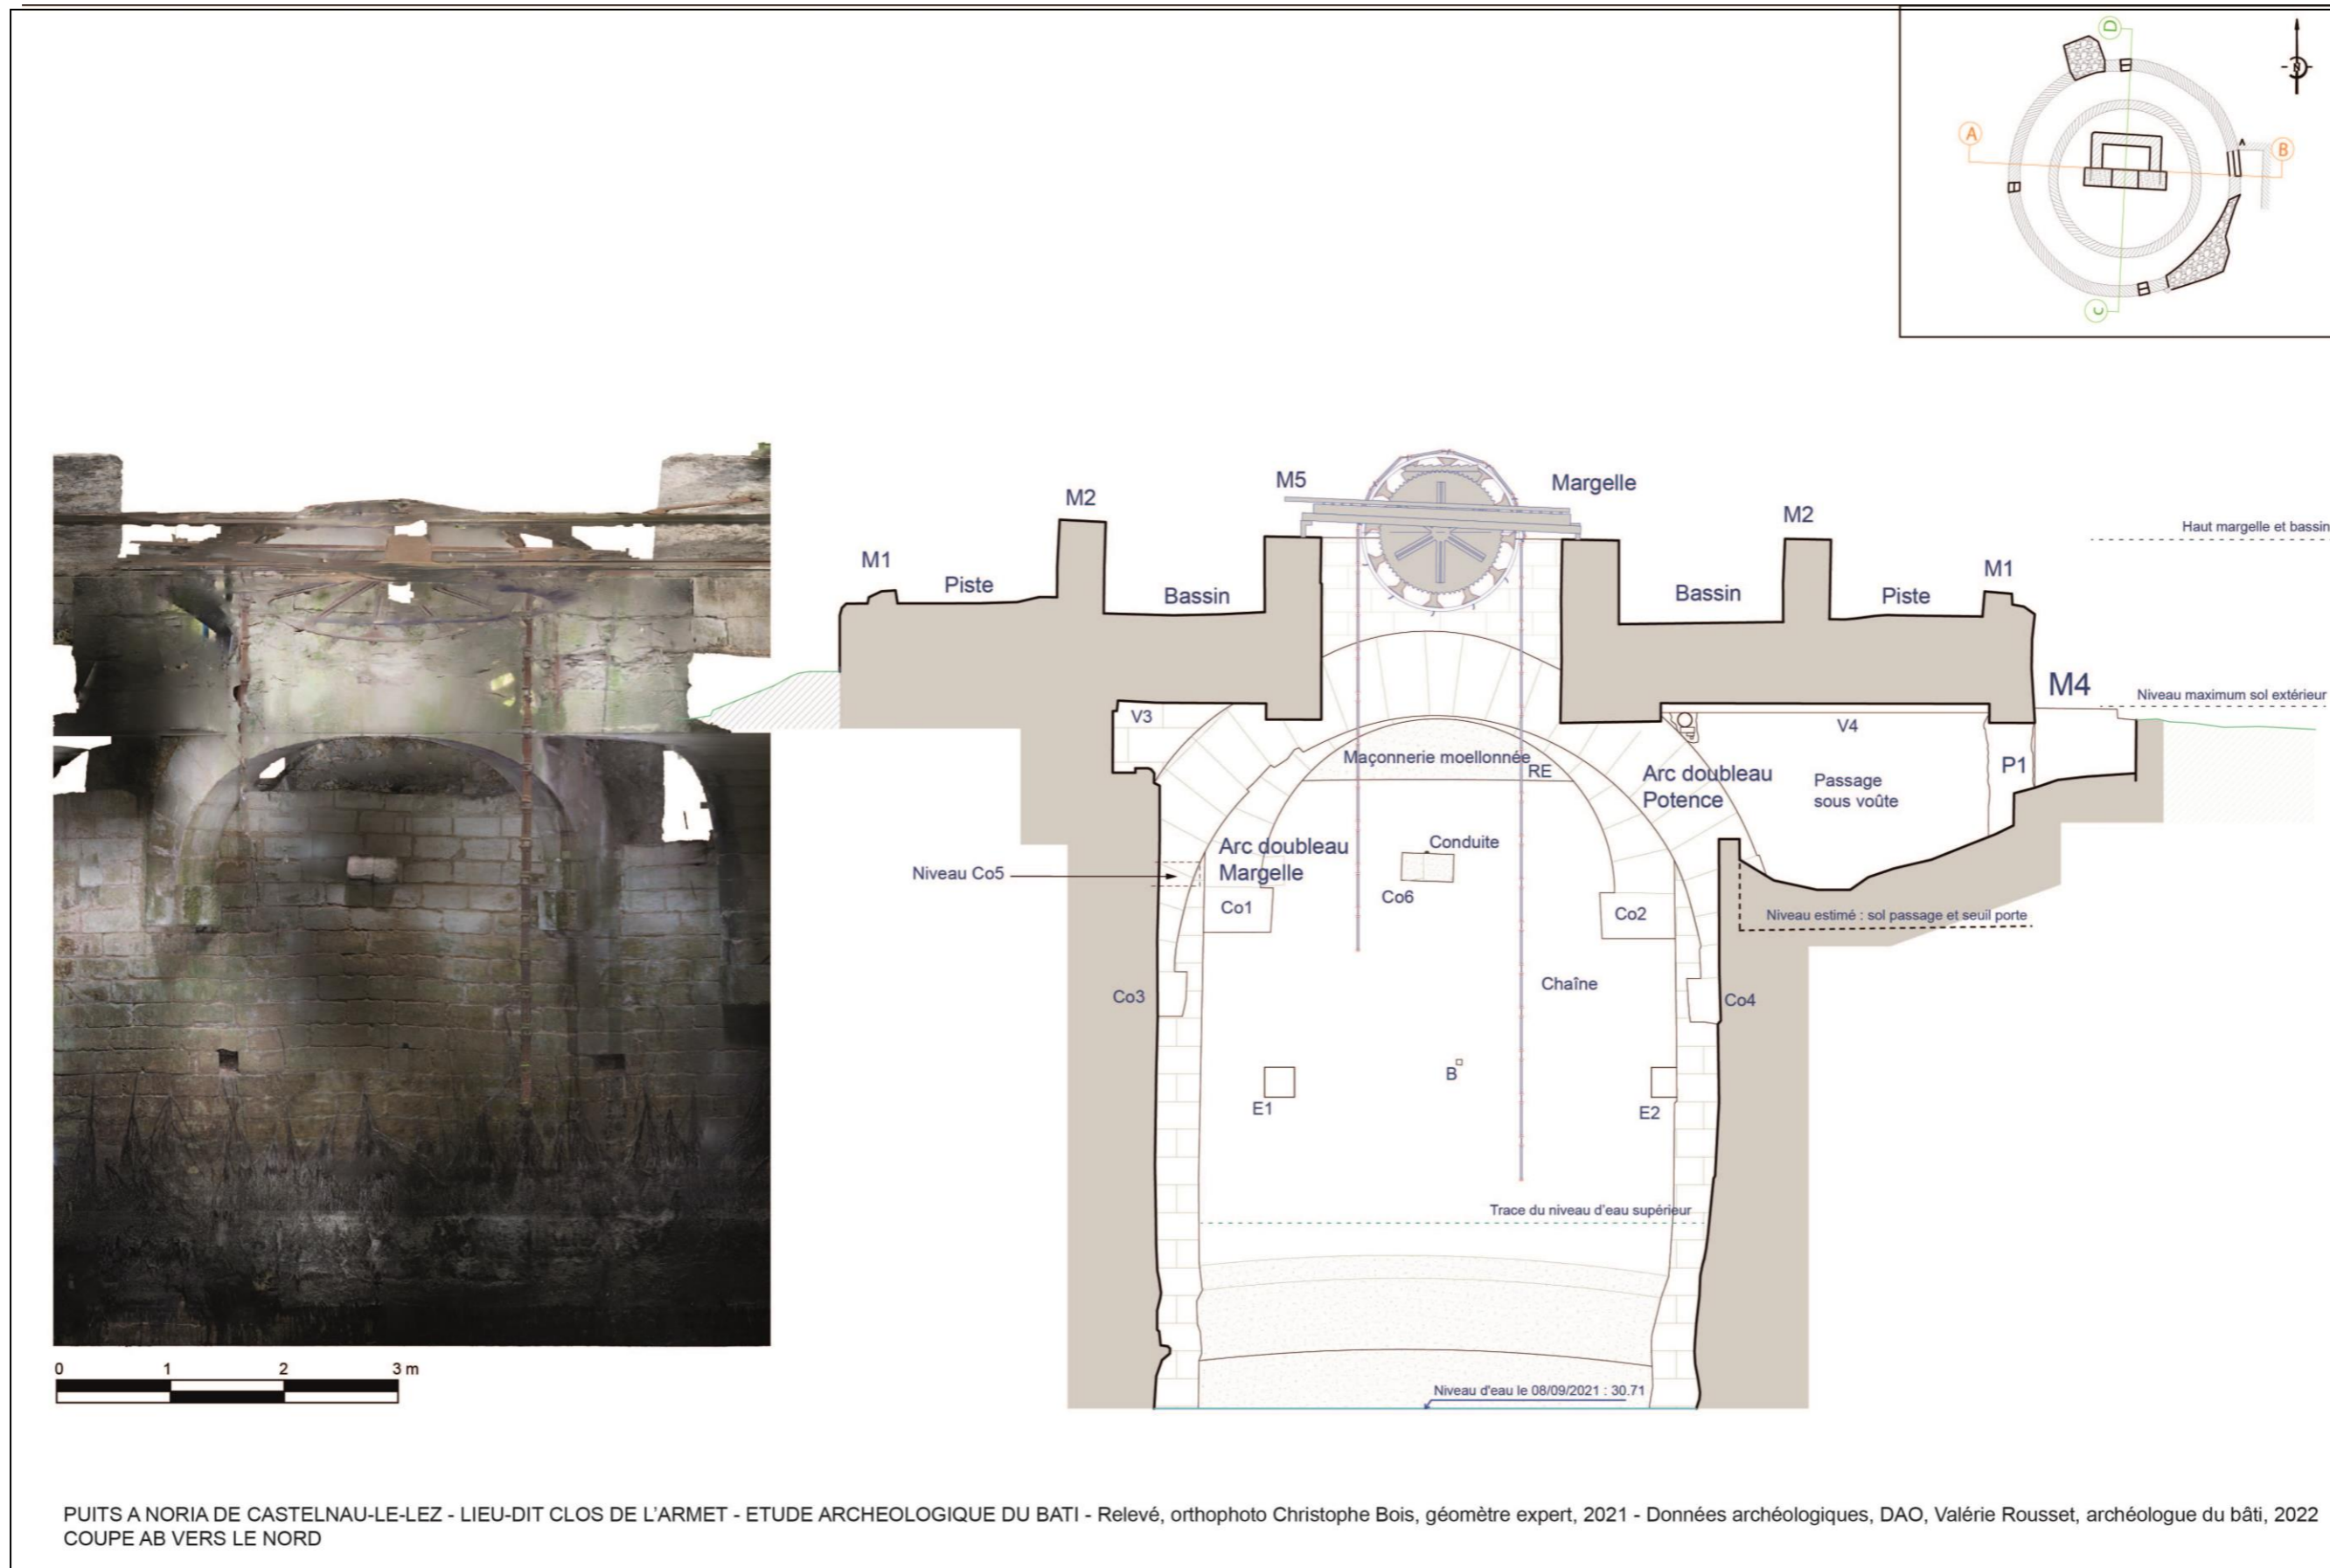 D
N
A
B
C
M5
Margelle
M2
M2
Haut margelle et bassin
M1
Piste
Bassin
Bassin
Piste
M1
M4
Niveau maximum sol extérieur
V3
V4
Maçonnerie moellonnée
RE
Arc doubleau
Potence
Passage
sous voûte
P1
Conduite
Arc doubleau
Margelle
Niveau Co5
Co1
Co6
Co2
Niveau estimé : sol passage et seuil porte
Chaîne
Co3
Co4
B
E1
E2
Trace du niveau d'eau supérieur
0 1 2 3 m
Niveau d'eau le 08/09/2021 : 30.71
PUITS A NORIA DE CASTELNAU-LE-LEZ - LIEU-DIT CLOS DE L'ARMET - ETUDE ARCHEOLOGIQUE DU BATI - Relevé, orthophoto Christophe Bois, géomètre expert, 2021 - Données archéologiques, DAO, Valérie Rousset, archéologue du bâti, 2022
COUPE AB VERS LE NORD